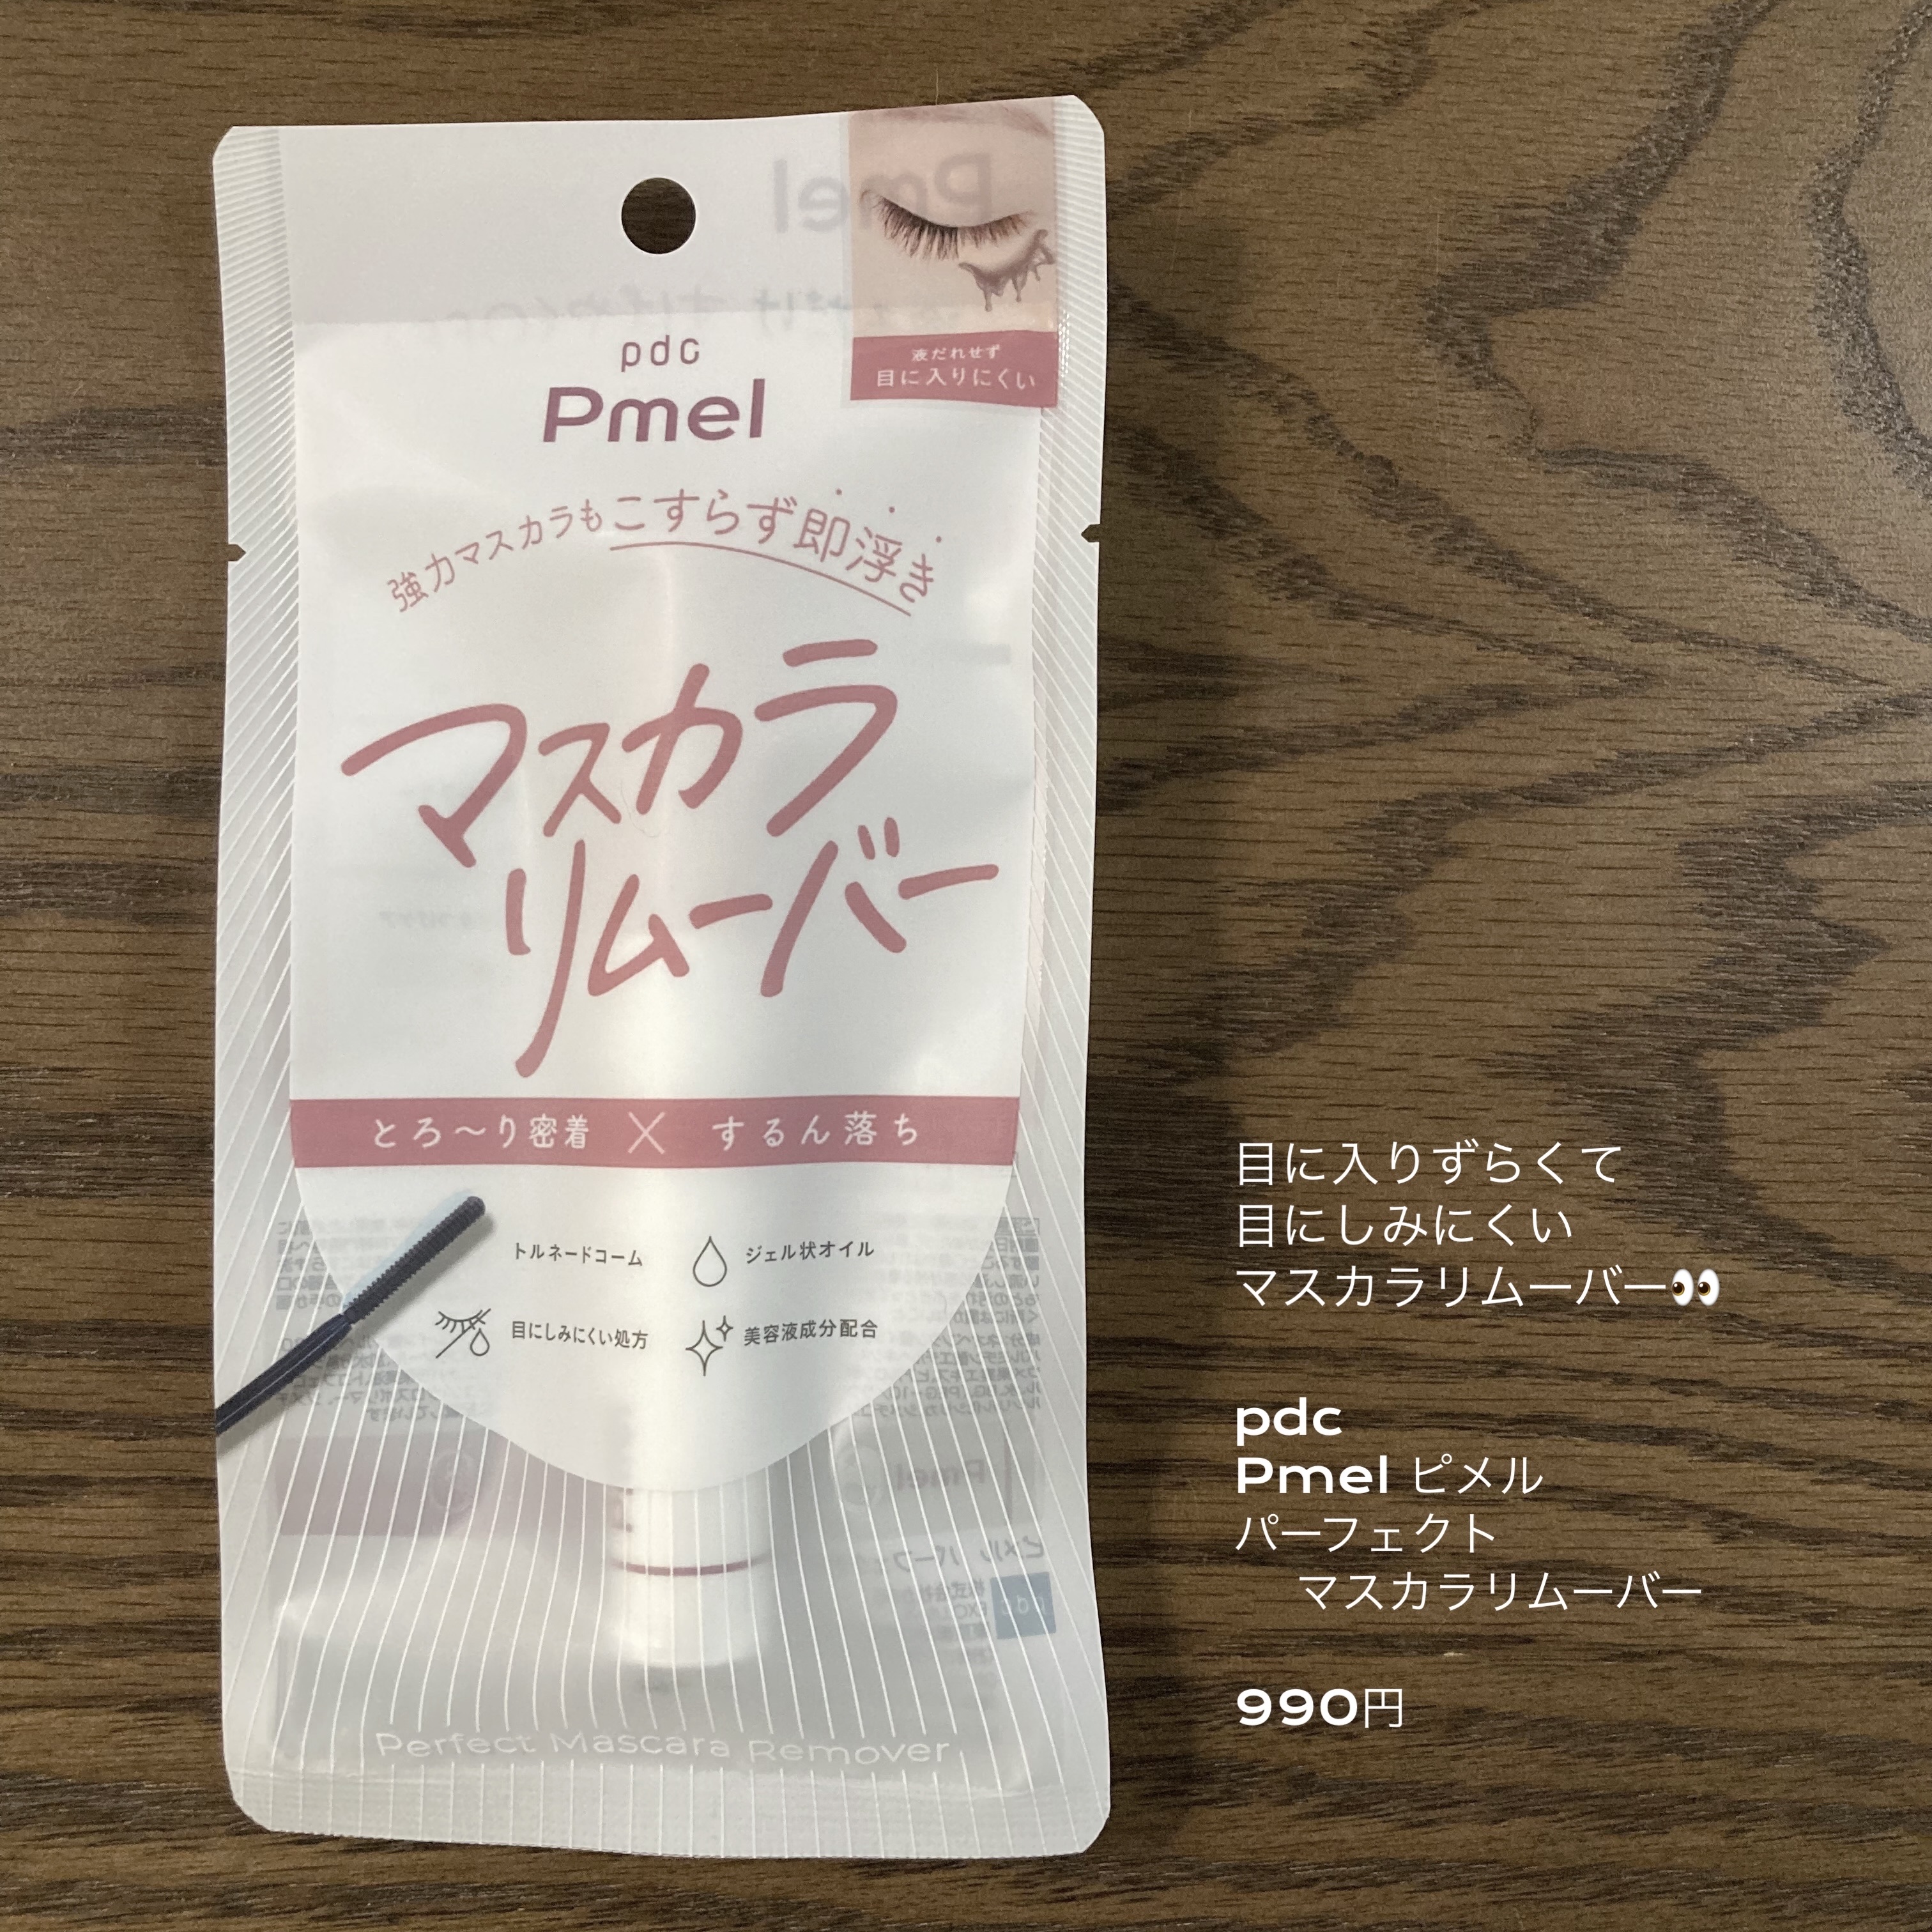 液だれせず
目に入りにくい
pdc
Pmel
強力マスカラもこすらず即浮き
マスカラ
リムーバー
とろ〜り密着 × するん落ち
トルネードコーム
ジェル状オイル
目にしみにくい処方
美容液成分配合
Perfect Mascara Remover
目に入りずらくて
目にしみにくい
マスカラリムーバー👀
pdc
Pmel ピメル
パーフェクト
マスカラリムーバー
990円